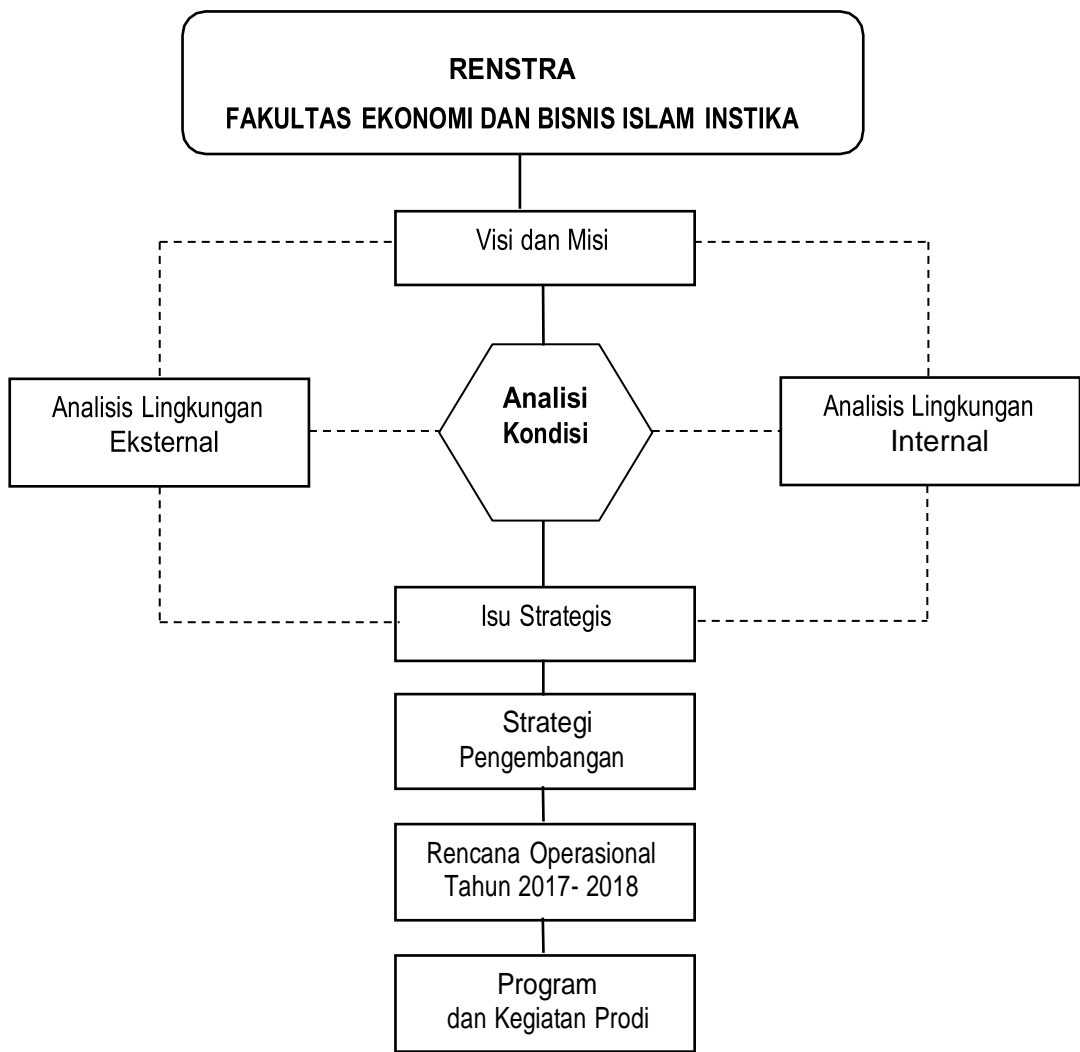 RENSTRA
FAKULTAS EKONOMI DAN BISNIS ISLAM INSTIKA
Visi dan Misi
Analisis Lingkungan
Eksternal
Analisi
Kondisi
Analisis Lingkungan
Internal
Isu Strategis
Strategi
Pengembangan
Rencana Operasional
Tahun 2017- 2018
Program
dan Kegiatan Prodi